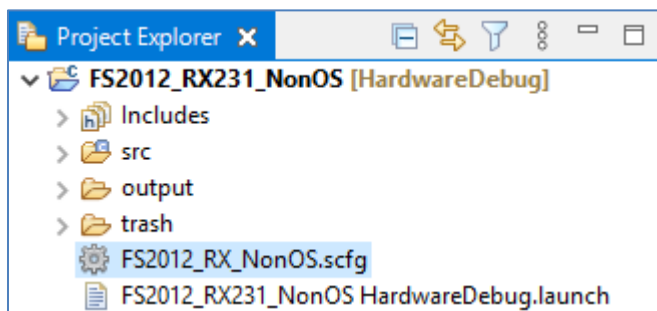 Project Explorer
FS2012_RX231_NonOS [HardwareDebug]
Includes
src
output
trash
FS2012_RX_NonOS.scfg
FS2012_RX231_NonOS HardwareDebug.launch